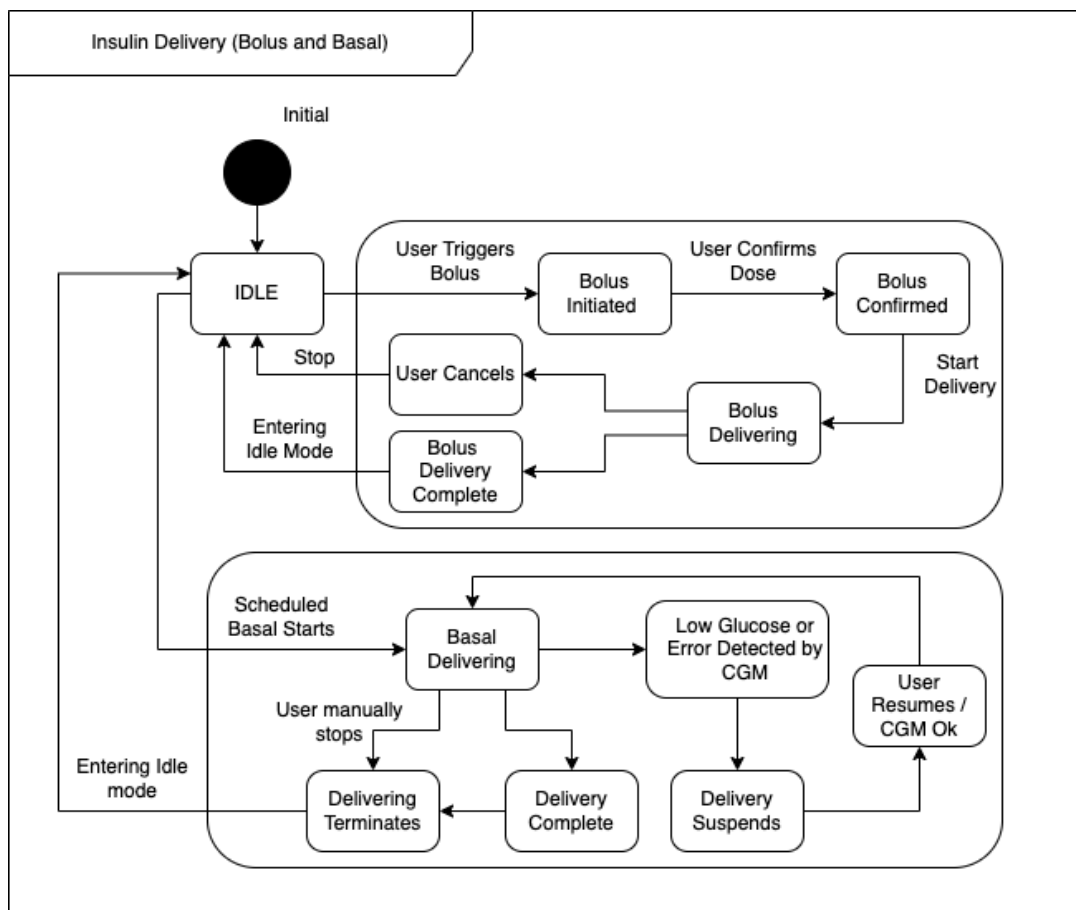 Insulin Delivery (Bolus and Basal)
Initial
IDLE
User Triggers
Bolus
Bolus
Initiated
User Confirms
Dose
Bolus
Confirmed
Start
Delivery
Bolus
Delivering
User Cancels
Stop
Bolus
Delivery
Complete
Entering
Idle Mode
Scheduled
Basal Starts
Basal
Delivering
Low Glucose or
Error Detected by
CGM
User
Resumes /
CGM Ok
User manually
stops
Entering Idle
mode
Delivering
Terminates
Delivery
Complete
Delivery
Suspends